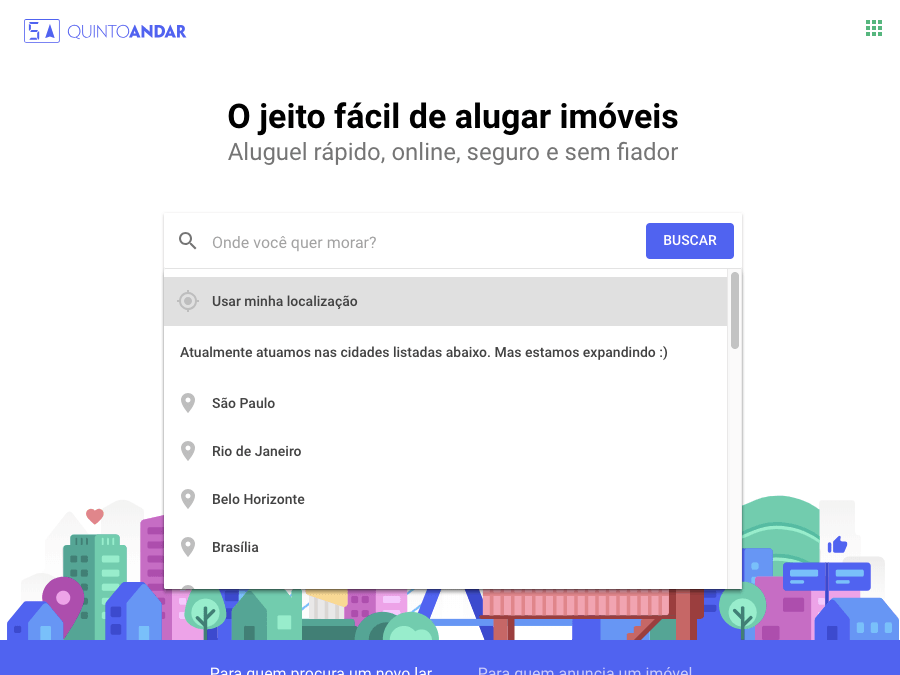 5A QUINTOANDAR
O jeito fácil de alugar imóveis
Aluguel rápido, online, seguro e sem fiador
Onde você quer morar?
BUSCAR
Usar minha localização
Atualmente atuamos nas cidades listadas abaixo. Mas estamos expandindo :)
São Paulo
Rio de Janeiro
Belo Horizonte
Brasília
Para quem procura um novo lar
Para quem anuncia um imóvel